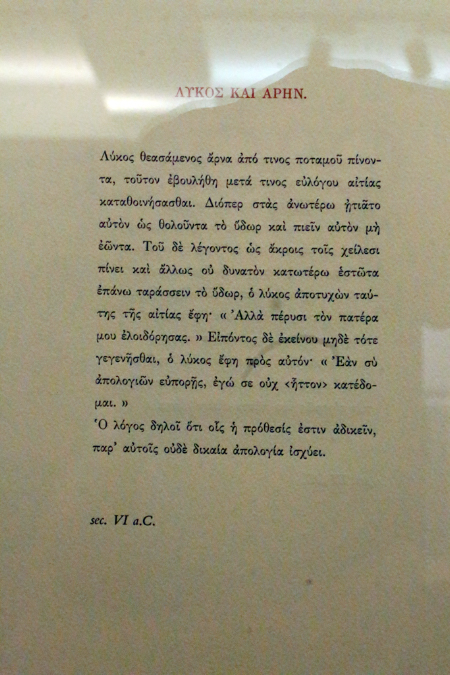 ΛΥΚΟΣ ΚΑΙ ΑΡΗΝ.
Λύκος θεασάμενος ἄρνα ἀπό τινος ποταμοῦ πίνον-
τα, τοῦτον ἐβουλήθη μετά τινος εὐλόγου αἰτίας
καταθοινήσασθαι. Διόπερ στὰς ἀνωτέρω ᾐτιᾶτο
αὐτὸν ὡς θολοῦντα τὸ ὕδωρ καὶ πιεῖν αὐτὸν μὴ
ἐῶντα. Τοῦ δὲ λέγοντος ὡς ἄκροις τοῖς χείλεσι
πίνει καὶ ἄλλως οὐ δυνατὸν κατωτέρω ἑστῶτα
ἐπάνω ταράσσειν τὸ ὕδωρ, ὁ λύκος ἀποτυχὼν ταύ-
της τῆς αἰτίας ἔφη· « Ἀλλὰ πέρυσι τὸν πατέρα
μου ἐλοιδόρησας. » Εἰπόντος δὲ ἐκείνου μηδὲ τότε
γεγενῆσθαι, ὁ λύκος ἔφη πρὸς αὐτόν· « Ἐὰν σὺ
ἀπολογιῶν εὐπορῇς, ἐγώ σε οὐχ <ἧττον> κατέδο-
μαι. »
Ὁ λόγος δηλοῖ ὅτι οἷς ἡ πρόθεσίς ἐστιν ἀδικεῖν,
παρ' αὐτοῖς οὐδὲ δικαία ἀπολογία ἰσχύει.
sec. VI a.C.